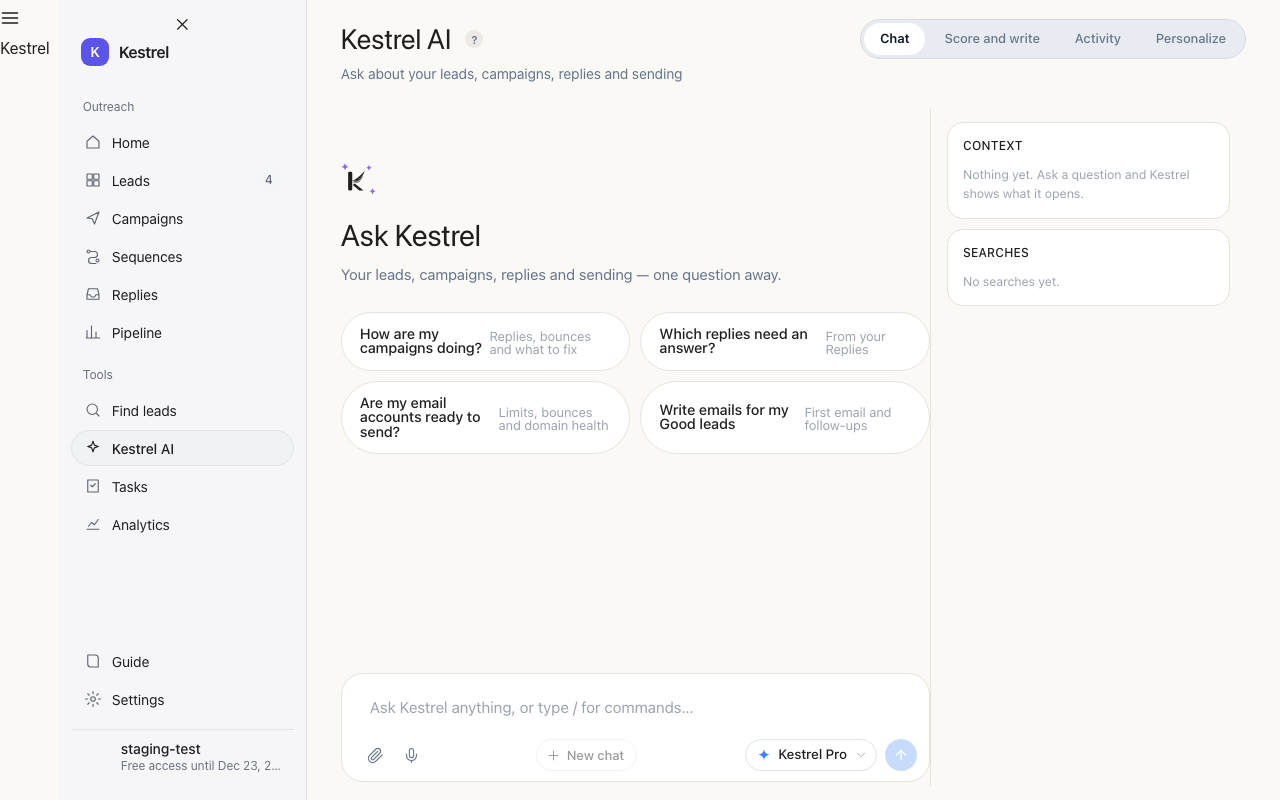 Kestrel
K
Kestrel
Outreach
Home
Leads 4
Campaigns
Sequences
Replies
Pipeline
Tools
Find leads
Kestrel AI
Tasks
Analytics
Guide
Settings
staging-test
Free access until Dec 23, 2...
Kestrel AI ?
Ask about your leads, campaigns, replies and sending
Chat Score and write Activity Personalize
K
Ask Kestrel
Your leads, campaigns, replies and sending — one question away.
How are my
campaigns doing?
Replies, bounces
and what to fix
Which replies need an
answer?
From your
Replies
Are my email
accounts ready to
send?
Limits, bounces
and domain health
Write emails for my
Good leads
First email and
follow-ups
Ask Kestrel anything, or type / for commands...
New chat
Kestrel Pro
CONTEXT
Nothing yet. Ask a question and Kestrel
shows what it opens.
SEARCHES
No searches yet.